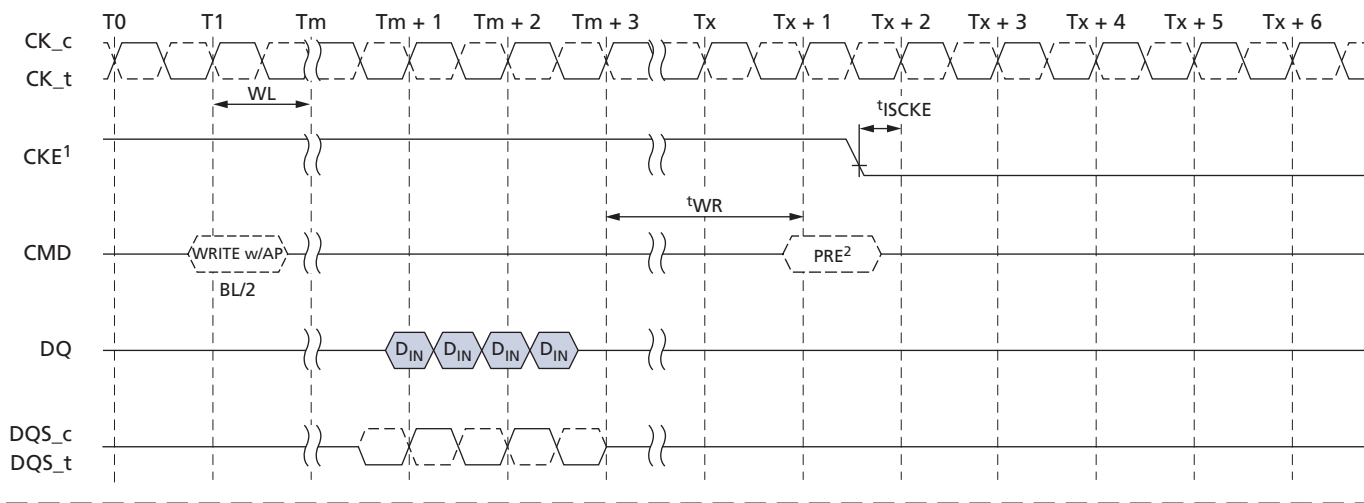 T0 T1 Tm Tm + 1 Tm + 2 Tm + 3 Tx Tx + 1 Tx + 2 Tx + 3 Tx + 4 Tx + 5 Tx + 6
CK_c
CK_t
WL
tISCKE
CKE1
tWR
CMD WRITE w/AP PRE2
BL/2
DQ DIN DIN DIN DIN
DQS_c
DQS_t